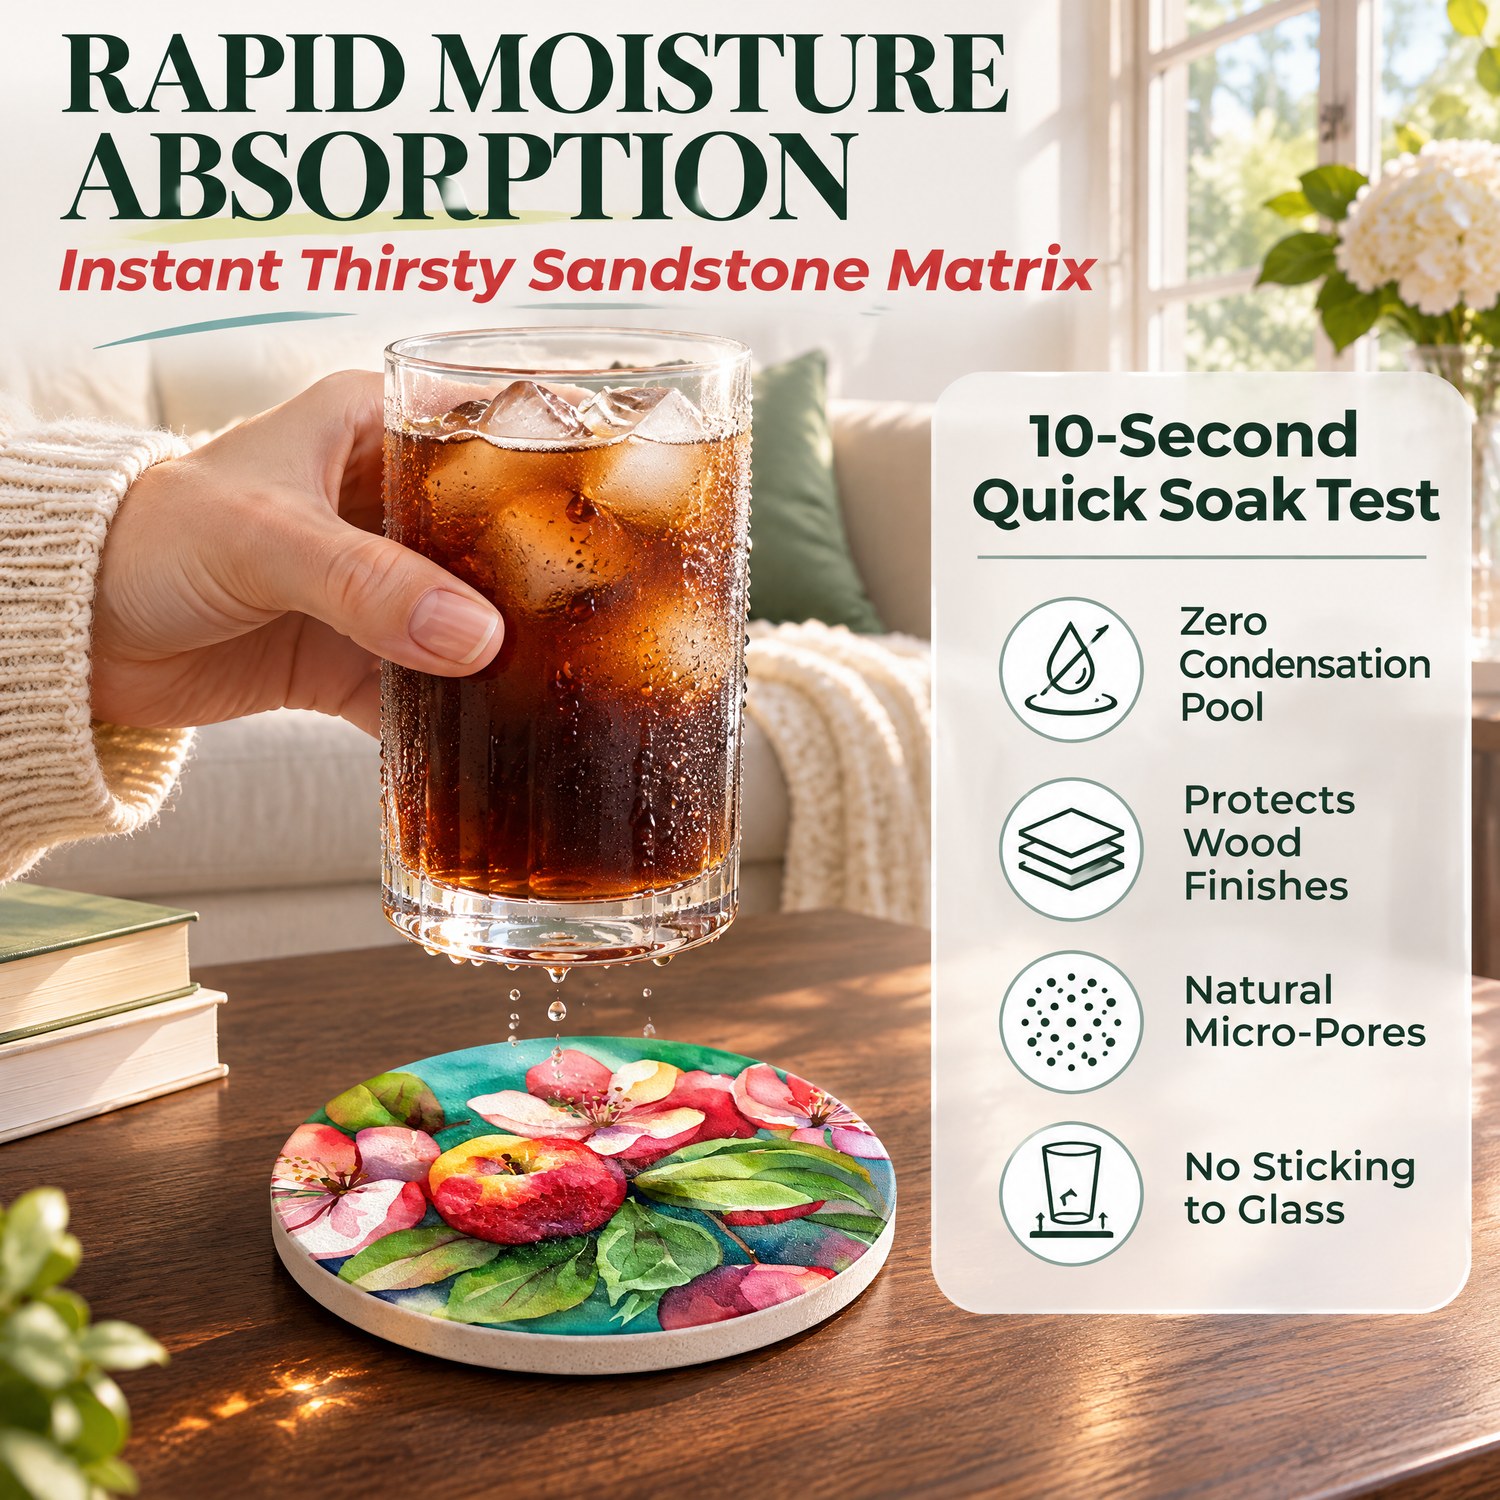 RAPID MOISTURE
ABSORPTION
Instant Thirsty Sandstone Matrix
10-Second
Quick Soak Test
Zero
Condensation
Pool
Protects
Wood
Finishes
Natural
Micro-Pores
No Sticking
to Glass